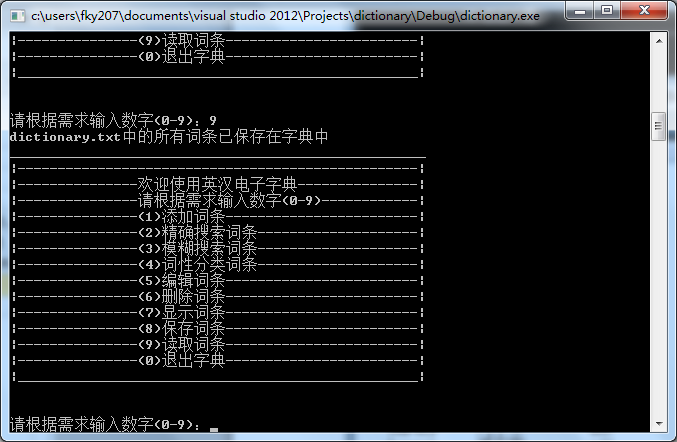 c:\users\fky207\documents\visual studio 2012\Projects\dictionary\Debug\dictionary.exe
¦---------------(9)读取词条------------------------¦
¦---------------(0)退出字典------------------------¦
¦__________________________________________________¦
请根据需求输入数字(0-9)：9
dictionary.txt中的所有词条已保存在字典中
____________________________________________________
¦--------------------------------------------------¦
¦---------------欢迎使用英汉电子字典---------------¦
¦---------------请根据需求输入数字(0-9)------------¦
¦---------------(1)添加词条------------------------¦
¦---------------(2)精确搜索词条--------------------¦
¦---------------(3)模糊搜索词条--------------------¦
¦---------------(4)词性分类词条--------------------¦
¦---------------(5)编辑词条------------------------¦
¦---------------(6)删除词条------------------------¦
¦---------------(7)显示词条------------------------¦
¦---------------(8)保存词条------------------------¦
¦---------------(9)读取词条------------------------¦
¦---------------(0)退出字典------------------------¦
¦__________________________________________________¦
请根据需求输入数字(0-9)：